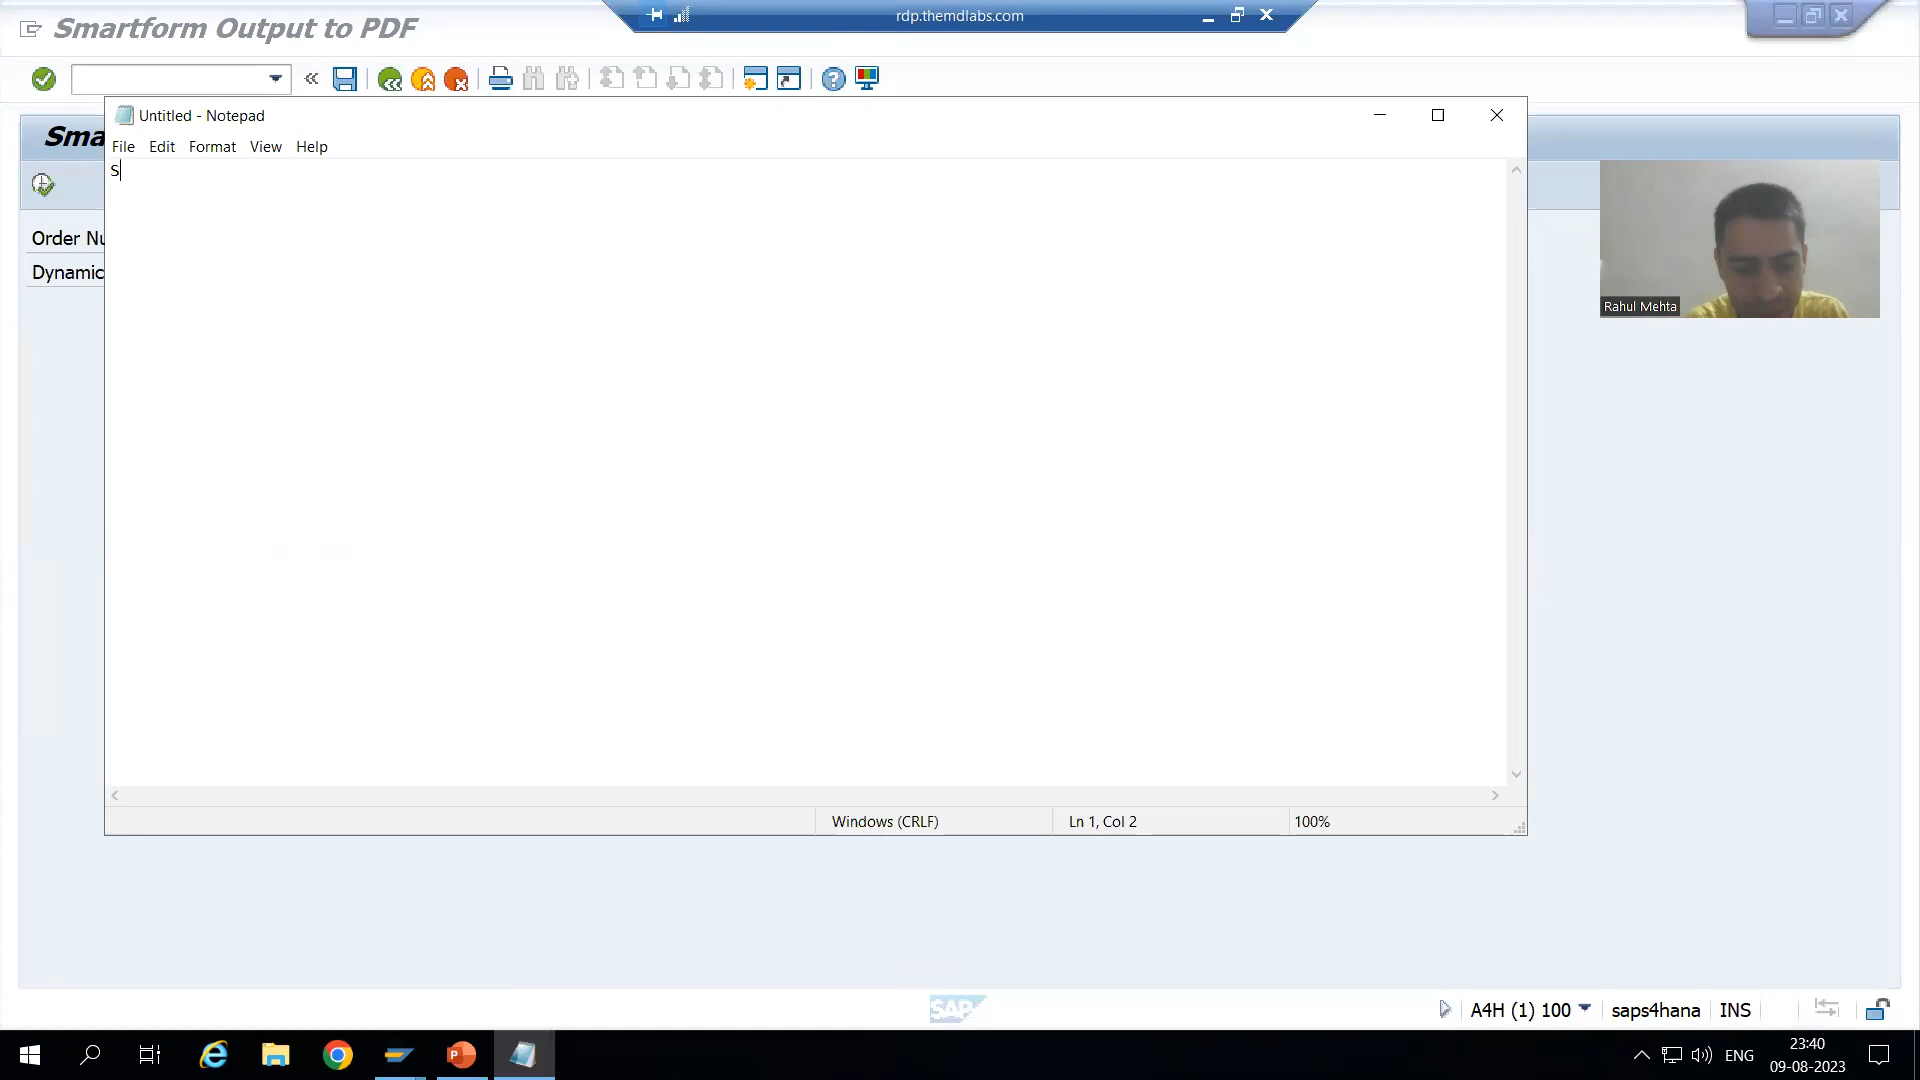 Smartform Output to PDF
rdp.themdlabs.com
Untitled - Notepad
File Edit Format View Help
S
Sma
Order Nu
Dynamic
Rahul Mehta
Windows (CRLF)
Ln 1, Col 2
100%
SAP
A4H (1) 100
saps4hana
INS
ENG
23:40
09-08-2023